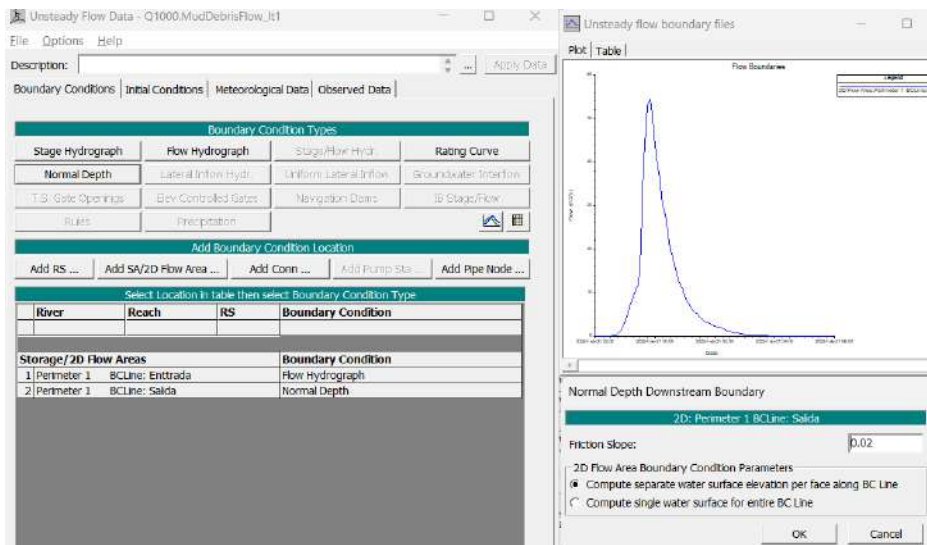 Unsteady Flow Data - Q1000.MudDebrisFlow_lt1
File Options Help
Description: ... Apply Data
Boundary Conditions Initial Conditions Meteorological Data Observed Data
Boundary Condition Types
Stage Hydrograph Flow Hydrograph Stage/Flow Hydr. Rating Curve
Normal Depth Lateral Inflow Hydr. Uniform Lateral Inflow Groundwater Interflow
T.S. Gate Openings Elev Controlled Gates Navigation Dams IB Stage/Flow
Rules Precipitation
Add Boundary Condition Location
Add RS ... Add SA/2D Flow Area ... Add Conn ... Add Pump Sta ... Add Pipe Node ...
Select Location in table then select Boundary Condition Type
River Reach RS Boundary Condition
Storage/2D Flow Areas Boundary Condition
1 Perimeter 1 BCLine: Enttrada Flow Hydrograph
2 Perimeter 1 BCLine: Salida Normal Depth
Unsteady flow boundary files
Plot Table
Flow Boundaries
Legend
Normal Depth Downstream Boundary
2D: Perimeter 1 BCLine: Salida
Friction Slope: 0.02
2D Flow Area Boundary Condition Parameters
Compute separate water surface elevation per face along BC Line
Compute single water surface for entire BC Line
OK Cancel